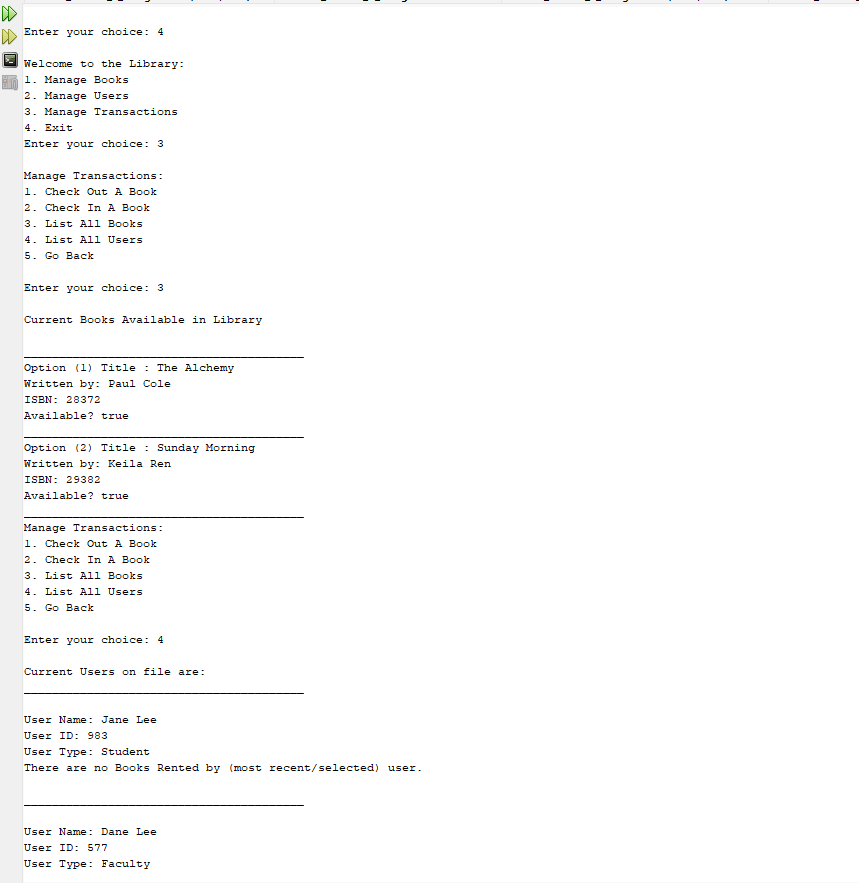 Enter your choice: 4
Welcome to the Library:
1. Manage Books
2. Manage Users
3. Manage Transactions
4. Exit
Enter your choice: 3
Manage Transactions:
1. Check Out A Book
2. Check In A Book
3. List All Books
4. List All Users
5. Go Back
Enter your choice: 3
Current Books Available in Library
________________________________________
Option (1) Title : The Alchemy
Written by: Paul Cole
ISBN: 28372
Available? true
________________________________________
Option (2) Title : Sunday Morning
Written by: Keila Ren
ISBN: 29382
Available? true
________________________________________
Manage Transactions:
1. Check Out A Book
2. Check In A Book
3. List All Books
4. List All Users
5. Go Back
Enter your choice: 4
Current Users on file are:
________________________________________
User Name: Jane Lee
User ID: 983
User Type: Student
There are no Books Rented by (most recent/selected) user.
________________________________________
User Name: Dane Lee
User ID: 577
User Type: Faculty